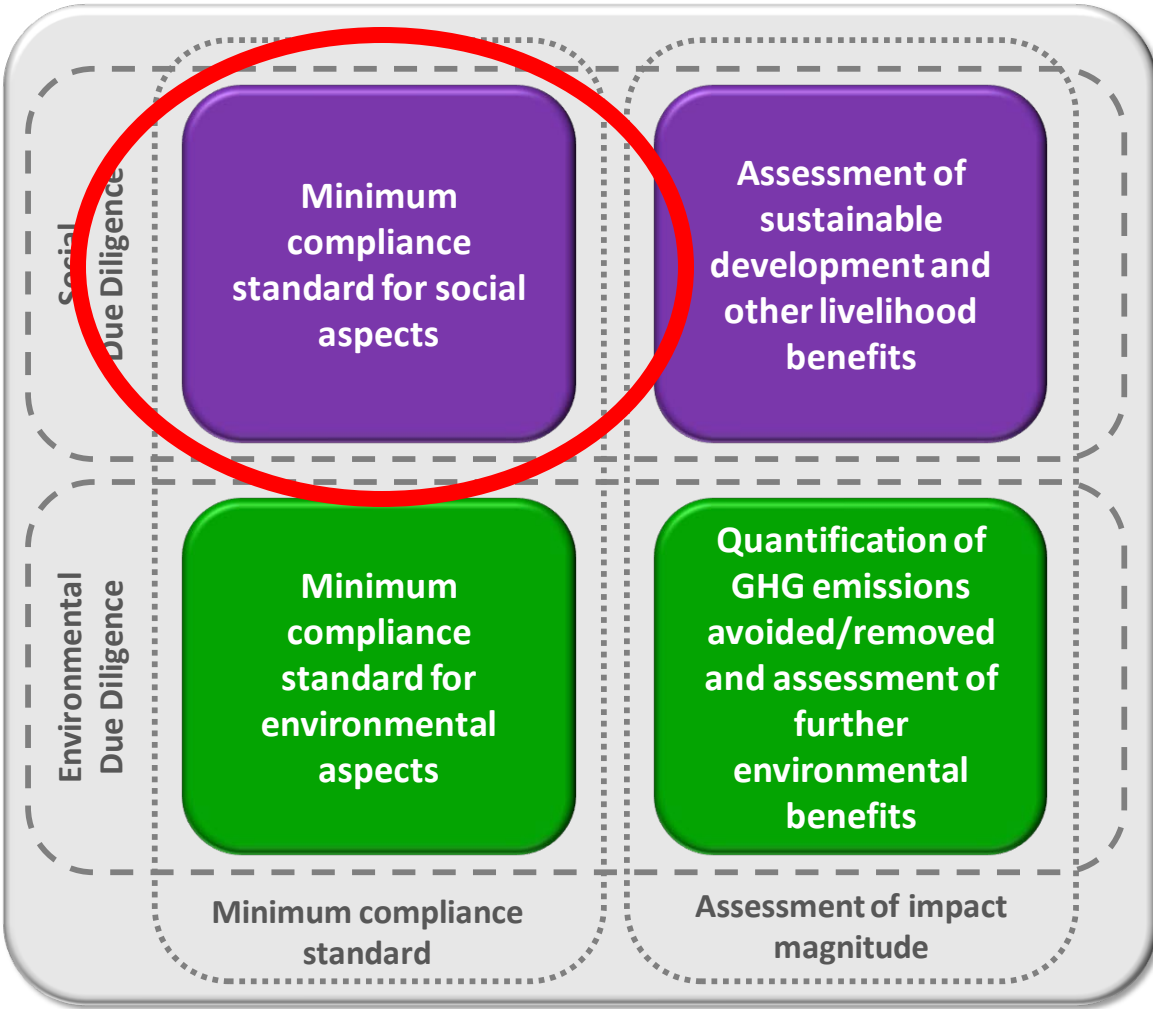 Social
Due Diligence
Minimum
compliance
standard for social
aspects
Assessment of
sustainable
development and
other livelihood
benefits
Environmental
Due Diligence
Minimum
compliance
standard for
environmental
aspects
Quantification of
GHG emissions
avoided/removed
and assessment of
further
environmental
benefits
Minimum compliance
standard
Assessment of impact
magnitude